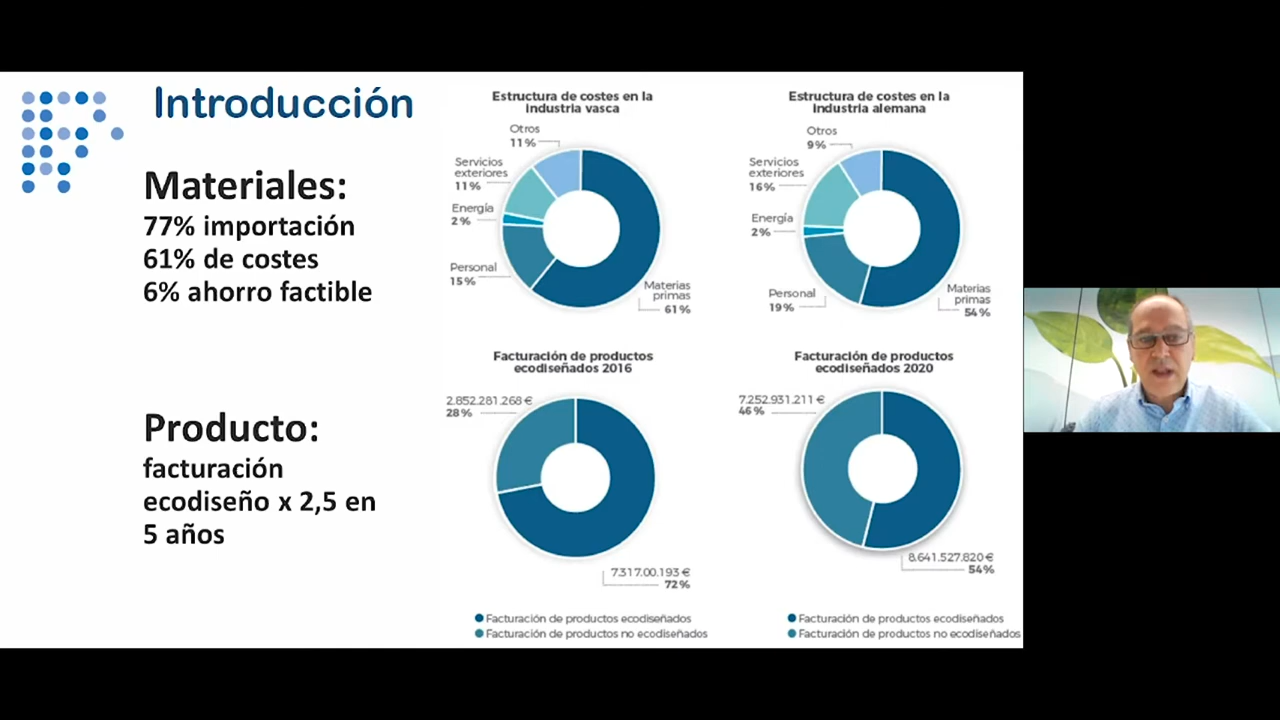 Introducción
Materiales:
77% importación
61% de costes
6% ahorro factible
Producto:
facturación
ecodiseño x 2,5 en
5 años
Estructura de costes en la
industria vasca
Otros
11%
Servicios
exteriores
11%
Energía
2%
Personal
15%
Materias
primas
61%
Estructura de costes en la
industria alemana
Otros
9%
Servicios
exteriores
16%
Energía
2%
Personal
19%
Materias
primas
54%
Facturación de productos
ecodiseñados 2016
2.852.281.268 €
28%
7.317.00.193 €
72%
Facturación de productos ecodiseñados
Facturación de productos no ecodiseñados
Facturación de productos
ecodiseñados 2020
7.252.931.211 €
46%
8.641.527.820 €
54%
Facturación de productos ecodiseñados
Facturación de productos no ecodiseñados